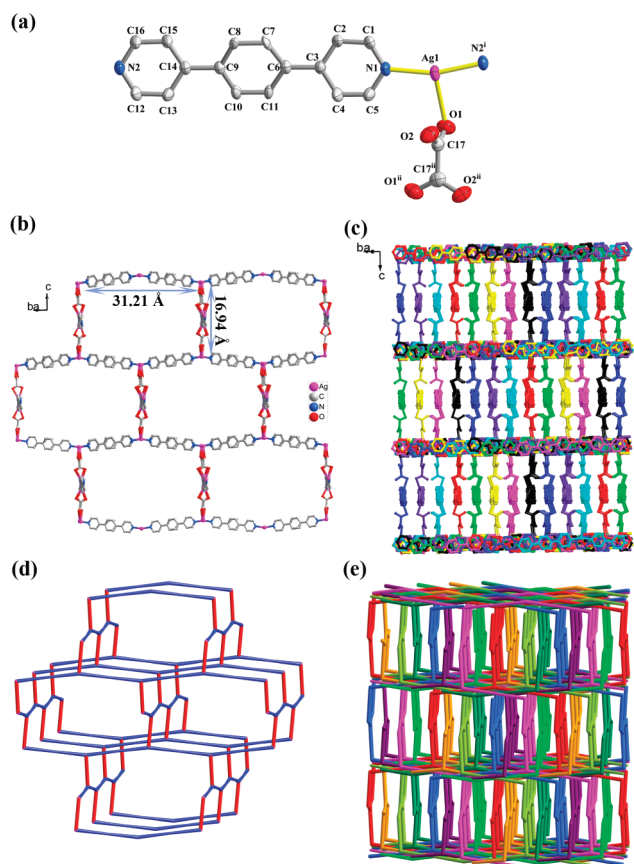 (a)
C16 C15 C8 C7 C2 C1 Ag1 N2ⁱ
N2 C14 C9 C6 C3 N1
C12 C13 C10 C11 C4 C5 O1
O2 C17
C17ⁱⁱ
O1ⁱⁱ O2ⁱⁱ
(b)
c
ba
31.21 Å
16.94 Å
Ag
C
N
O
(c)
ba
c
(d)
(e)